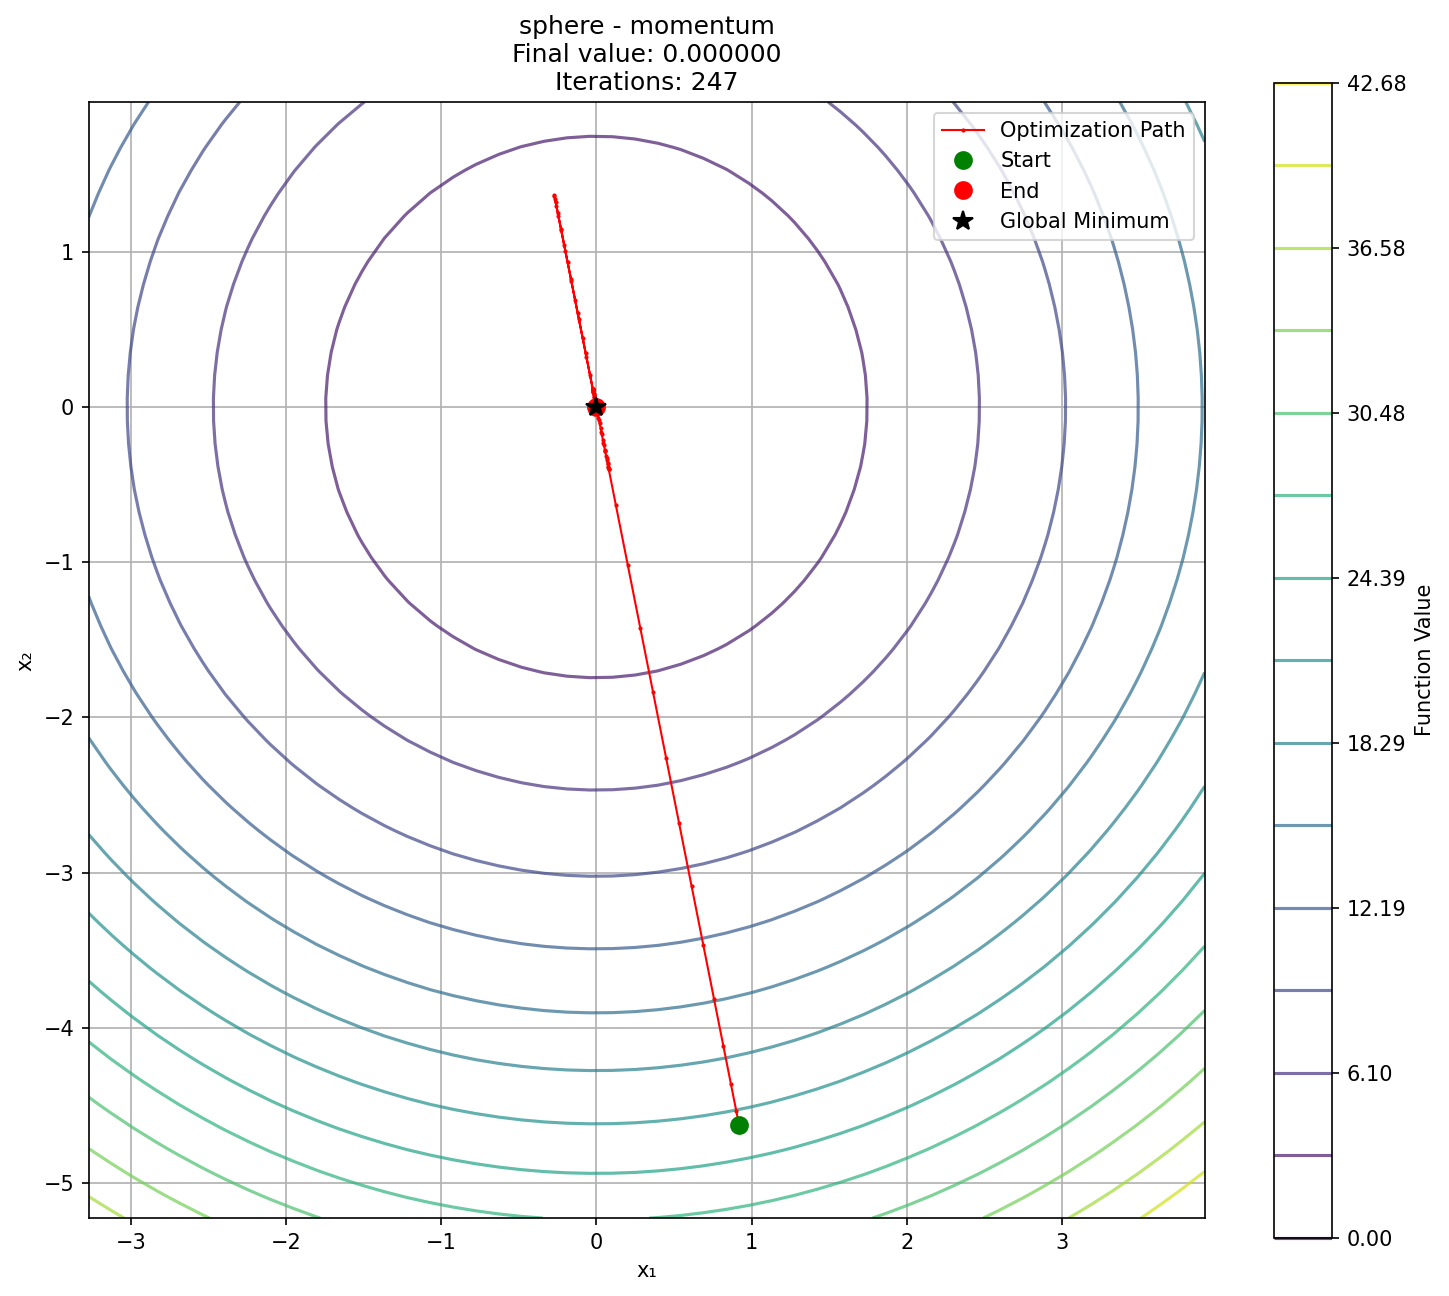 sphere - momentum
Final value: 0.000000
Iterations: 247
Optimization Path
Start
End
Global Minimum
1
0
−1
−2
−3
−4
−5
x₂
−3
−2
−1
0
1
2
3
x₁
42.68
36.58
30.48
24.39
18.29
12.19
6.10
0.00
Function Value